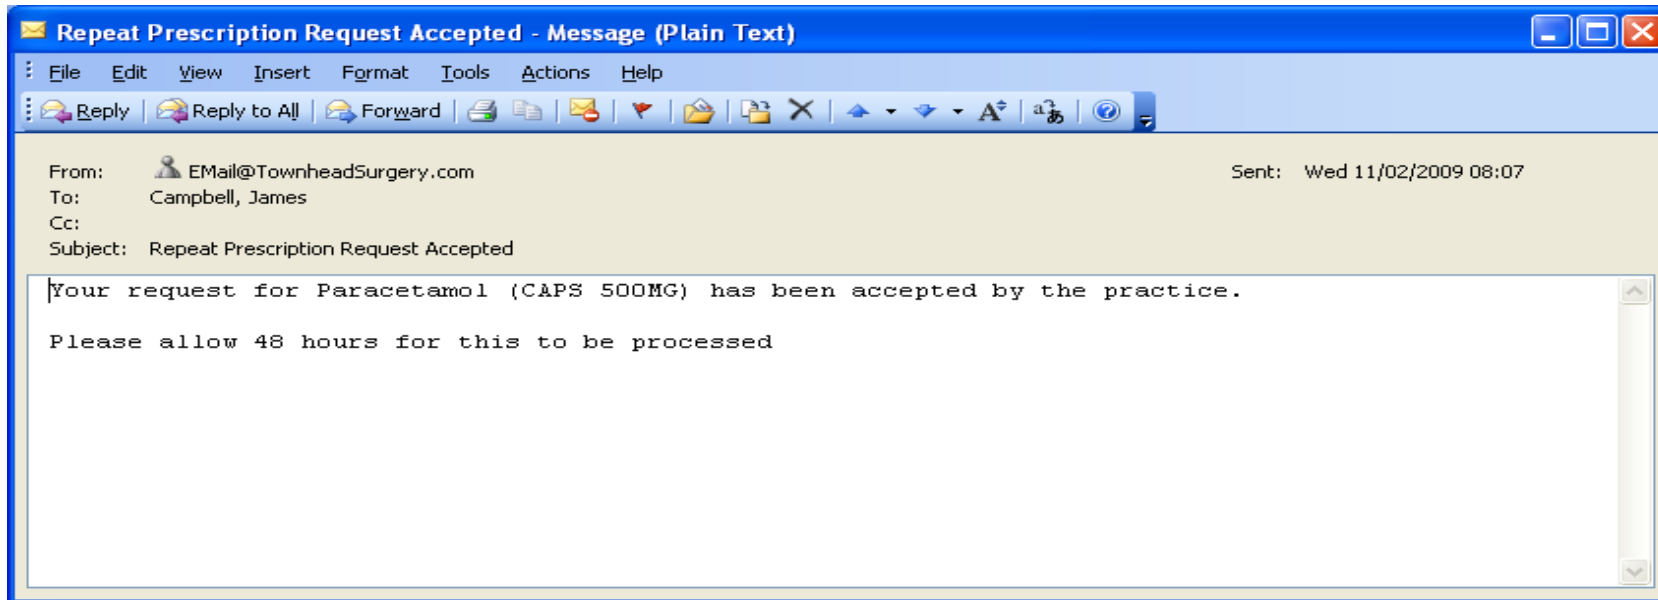 Repeat Prescription Request Accepted - Message (Plain Text)
File Edit View Insert Format Tools Actions Help
Reply Reply to All Forward
From: EMail@TownheadSurgery.com Sent: Wed 11/02/2009 08:07
To: Campbell, James
Cc:
Subject: Repeat Prescription Request Accepted
Your request for Paracetamol (CAPS 500MG) has been accepted by the practice.
Please allow 48 hours for this to be processed